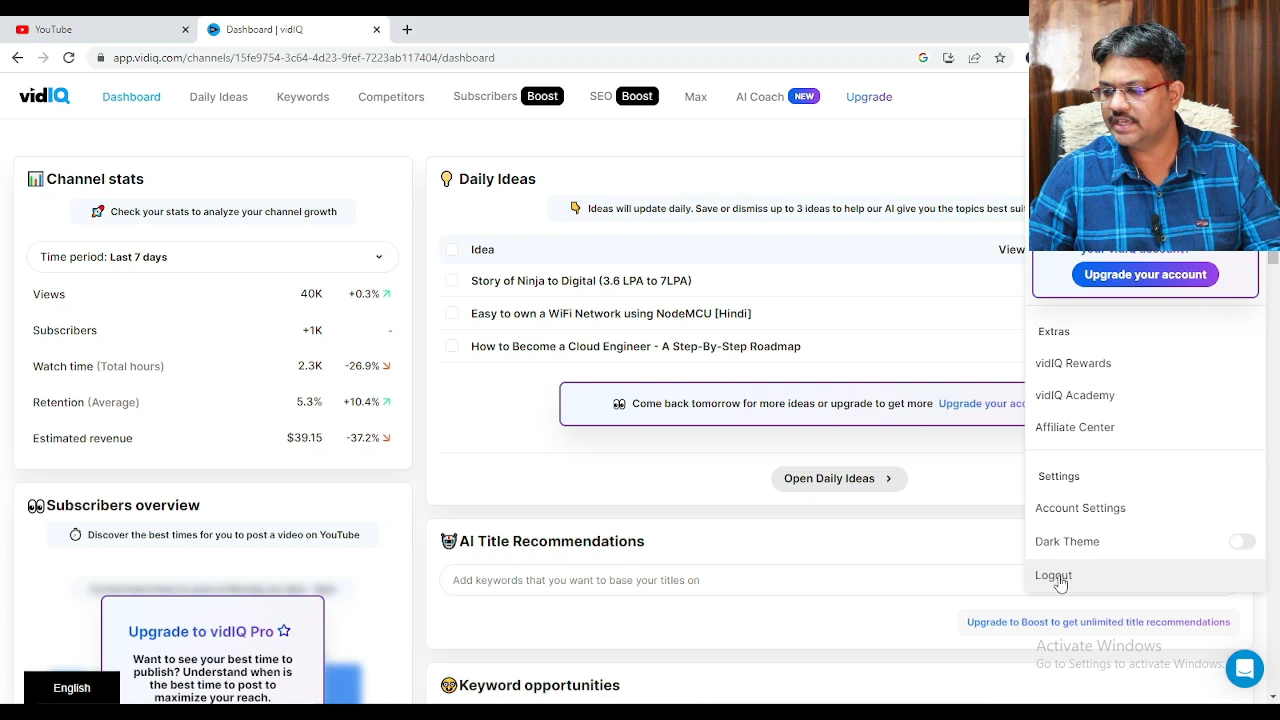 YouTube
Dashboard | vidIQ
app.vidiq.com/channels/15fe9754-3c64-4d23-9fef-7223ab117404/dashboard
vidIQ
Dashboard
Daily Ideas
Keywords
Competitors
Subscribers Boost
SEO Boost
Max
AI Coach NEW
Upgrade
Channel stats
Check your stats to analyze your channel growth
Time period: Last 7 days
Views 40K +0.3%
Subscribers +1K -
Watch time (Total hours) 2.3K -26.9%
Retention (Average) 5.3% +10.4%
Estimated revenue $39.15 -37.2%
Subscribers overview
Discover the best times for you to post a video on YouTube
Upgrade to vidIQ Pro
Want to see your best time to
publish? Understand when is
the best time to post to
maximize your reach.
English
Daily Ideas
Ideas will update daily. Save or dismiss up to 3 ideas to help our AI give you the topics best
Idea
Story of Ninja to Digital (3.6 LPA to 7LPA)
Easy to own a WiFi Network using NodeMCU [Hindi]
How to Become a Cloud Engineer - A Step-By-Step Roadmap
Come back tomorrow for more ideas or upgrade to get more Upgrade your
Open Daily Ideas
AI Title Recommendations
Add keywords that you want to base your titles on
Upgrade to Boost to get unlimited title recommendations
Keyword opportunities
your vidIQ account?
Upgrade your account
Extras
vidIQ Rewards
vidIQ Academy
Affiliate Center
Settings
Account Settings
Dark Theme
Logout
Activate Windows
Go to Settings to activate Windows.